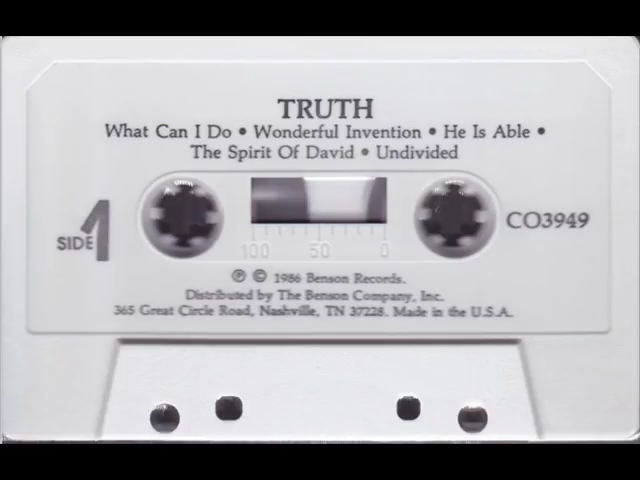 TRUTH
What Can I Do • Wonderful Invention • He Is Able •
The Spirit Of David • Undivided
SIDE 1
CO3949
100 50 0
℗ © 1986 Benson Records.
Distributed by The Benson Company, Inc.
365 Great Circle Road, Nashville, TN 37228. Made in the U.S.A.